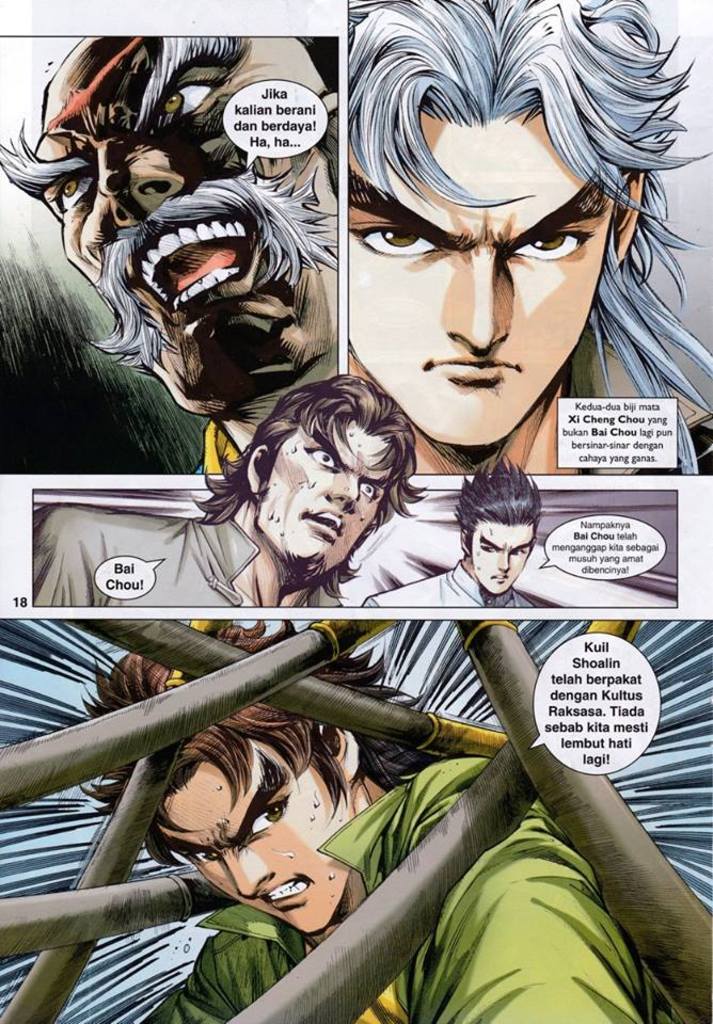 Jika
kalian berani
dan berdaya!
Ha, ha...
Kedua-dua biji mata
Xi Cheng Chou yang
bukan Bai Chou lagi pun
bersinar-sinar dengan
cahaya yang ganas.
Bai
Chou!
Nampaknya
Bai Chou telah
menganggap kita sebagai
musuh yang amat
dibencinya!
18
Kuil
Shoalin
telah berpakat
dengan Kultus
Raksasa. Tiada
sebab kita mesti
lembut hati
lagi!